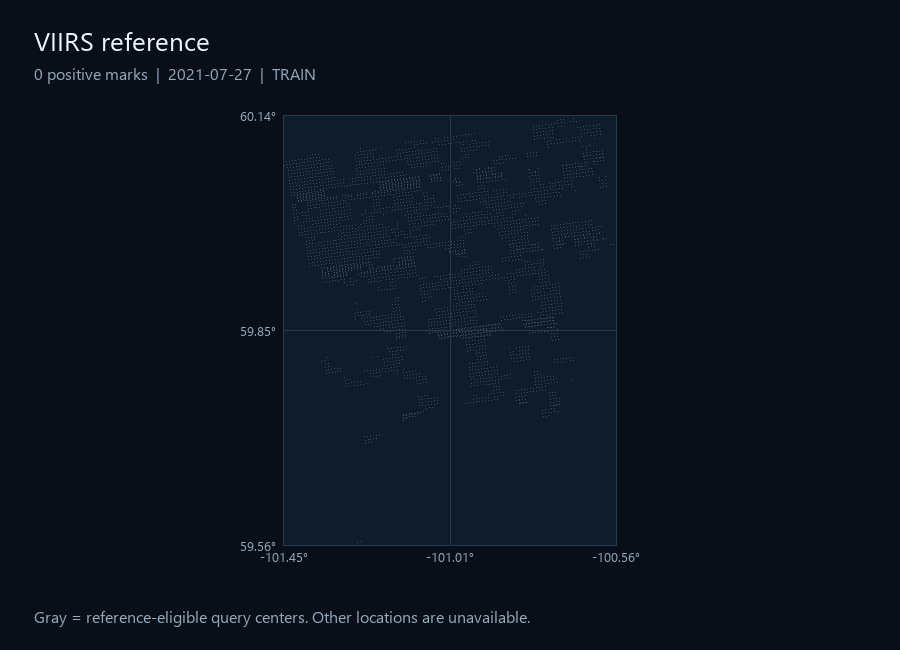 VIIRS reference
0 positive marks | 2021-07-27 | TRAIN
60.14°
59.85°
59.56°
-101.45° -101.01° -100.56°
Gray = reference-eligible query centers. Other locations are unavailable.